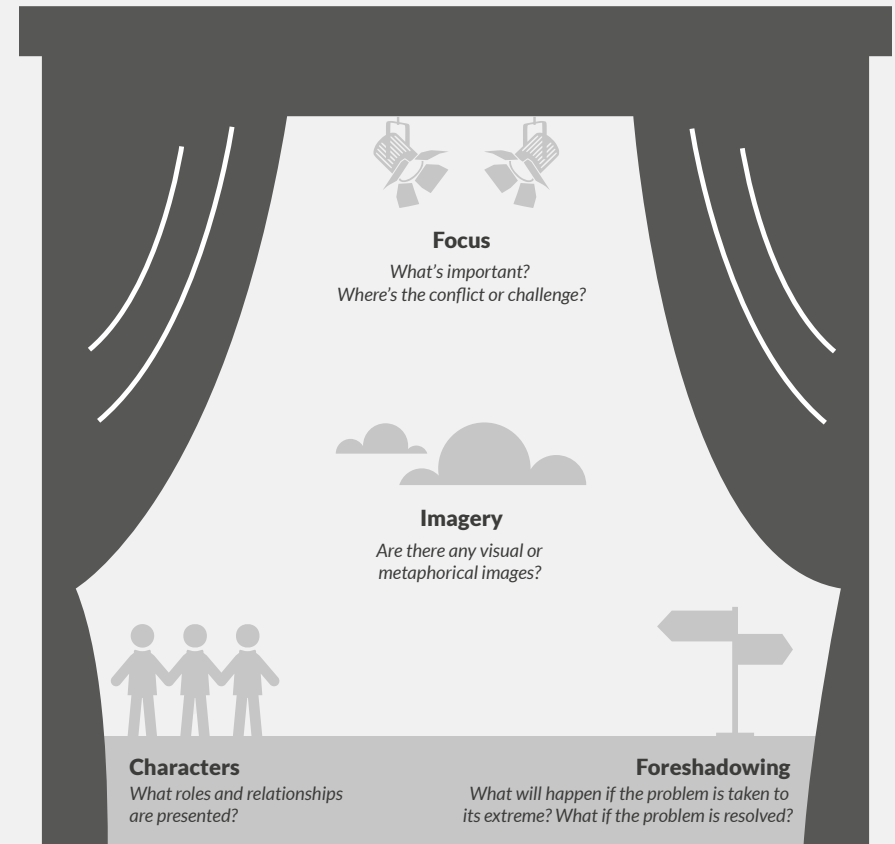 Focus
What's important?
Where's the conflict or challenge?
Imagery
Are there any visual or
metaphorical images?
Characters
What roles and relationships
are presented?
Foreshadowing
What will happen if the problem is taken to
its extreme? What if the problem is resolved?